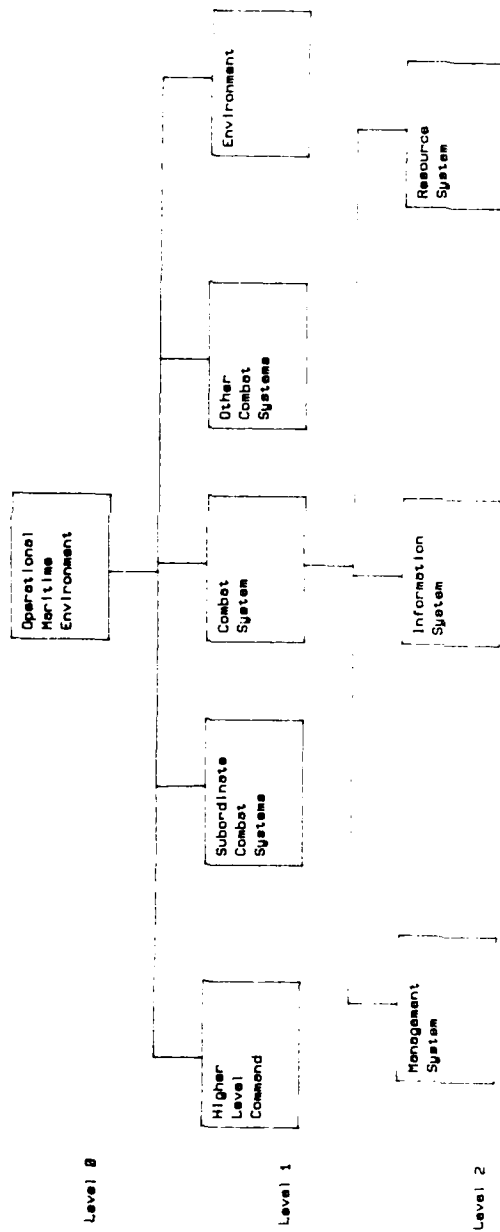 Level 0
Operational
Maritime
Environment
Level 1
Higher
Level
Command
Subordinate
Combat
Systems
Combat
System
Other
Combat
Systems
Environment
Level 2
Management
System
Information
System
Resource
System